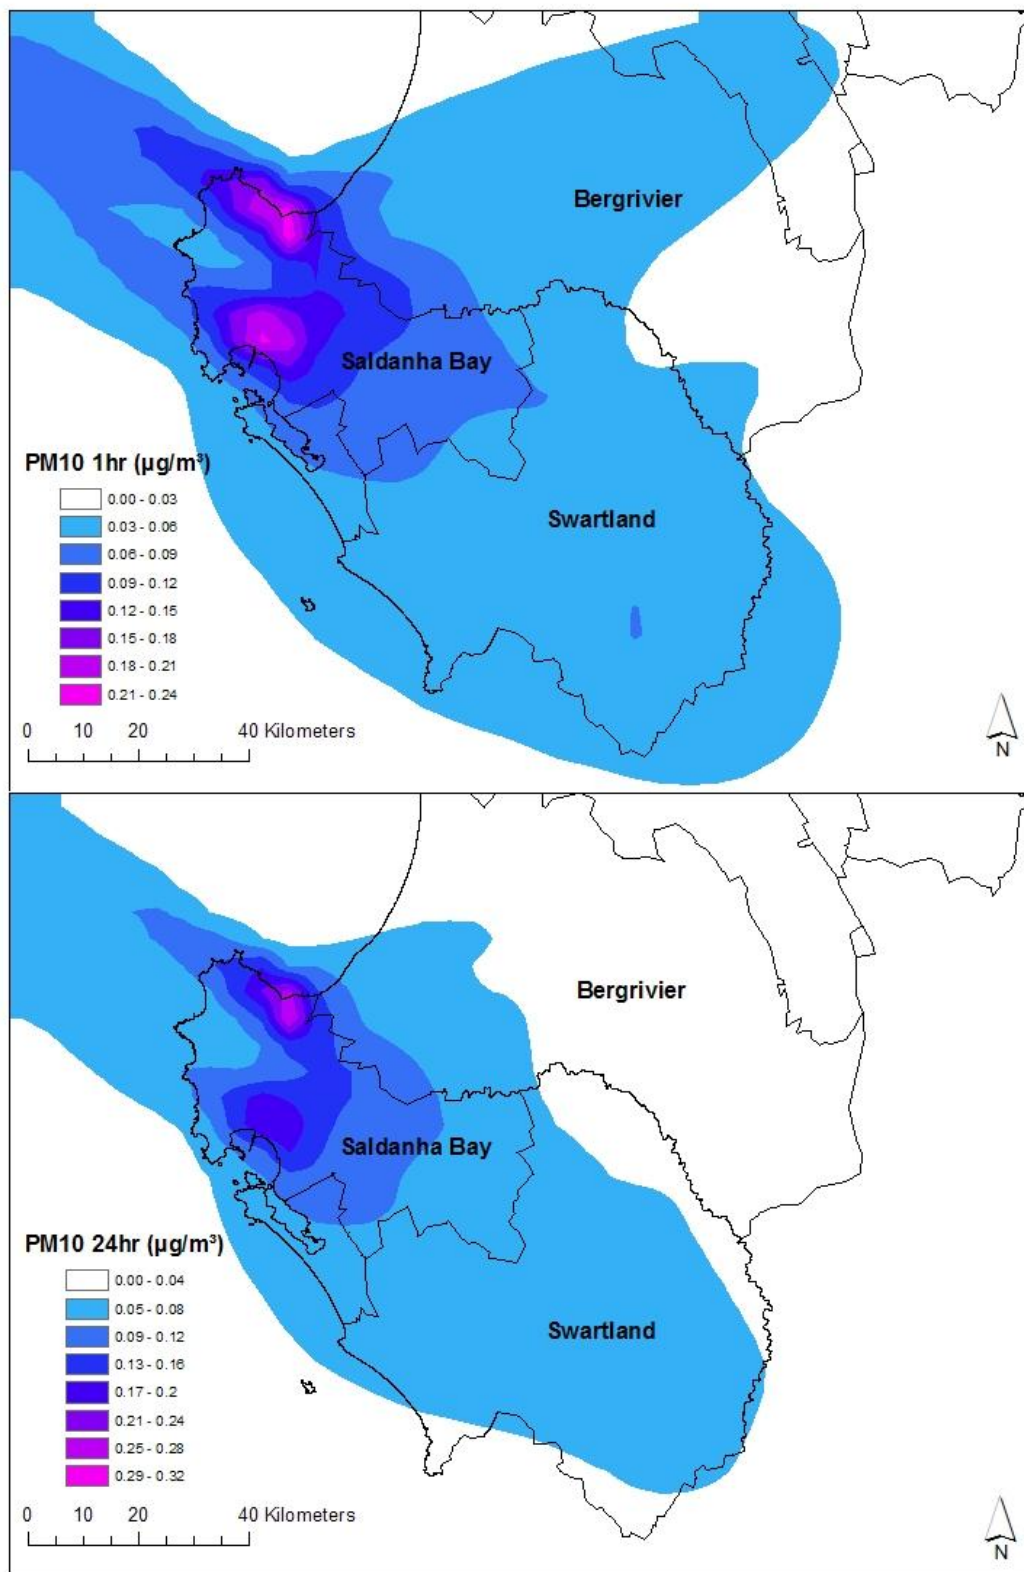 Bergrivier
Saldanha Bay
PM10 1hr (µg/m³)
0.00 - 0.03
0.03 - 0.06
0.06 - 0.09
0.09 - 0.12
0.12 - 0.15
0.15 - 0.18
0.18 - 0.21
0.21 - 0.24
Swartland
0 10 20 40 Kilometers
N
Bergrivier
Saldanha Bay
PM10 24hr (µg/m³)
0.00 - 0.04
0.05 - 0.08
0.09 - 0.12
0.13 - 0.16
0.17 - 0.2
0.21 - 0.24
0.25 - 0.28
0.29 - 0.32
Swartland
0 10 20 40 Kilometers
N